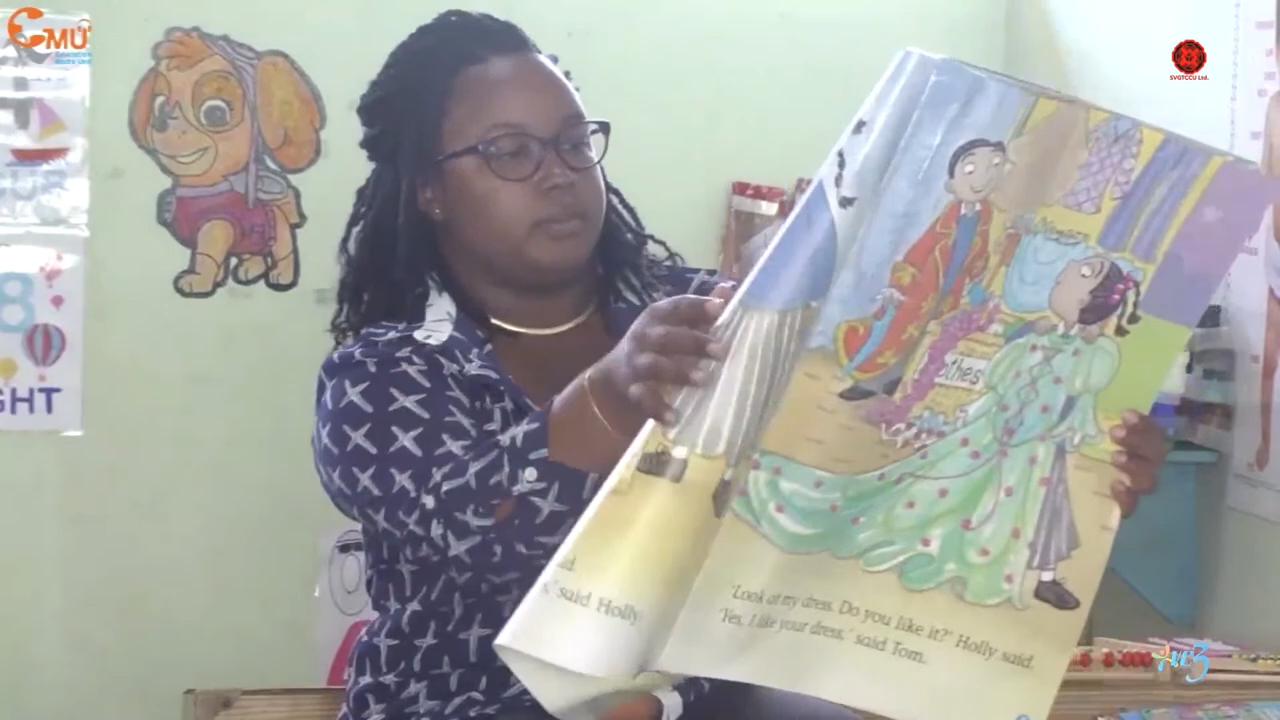 EMU
SVGTCCU Ltd.
8
GHT
othes
said Holly
'Look at my dress. Do you like it?' Holly said.
'Yes, I like your dress,' said Tom.